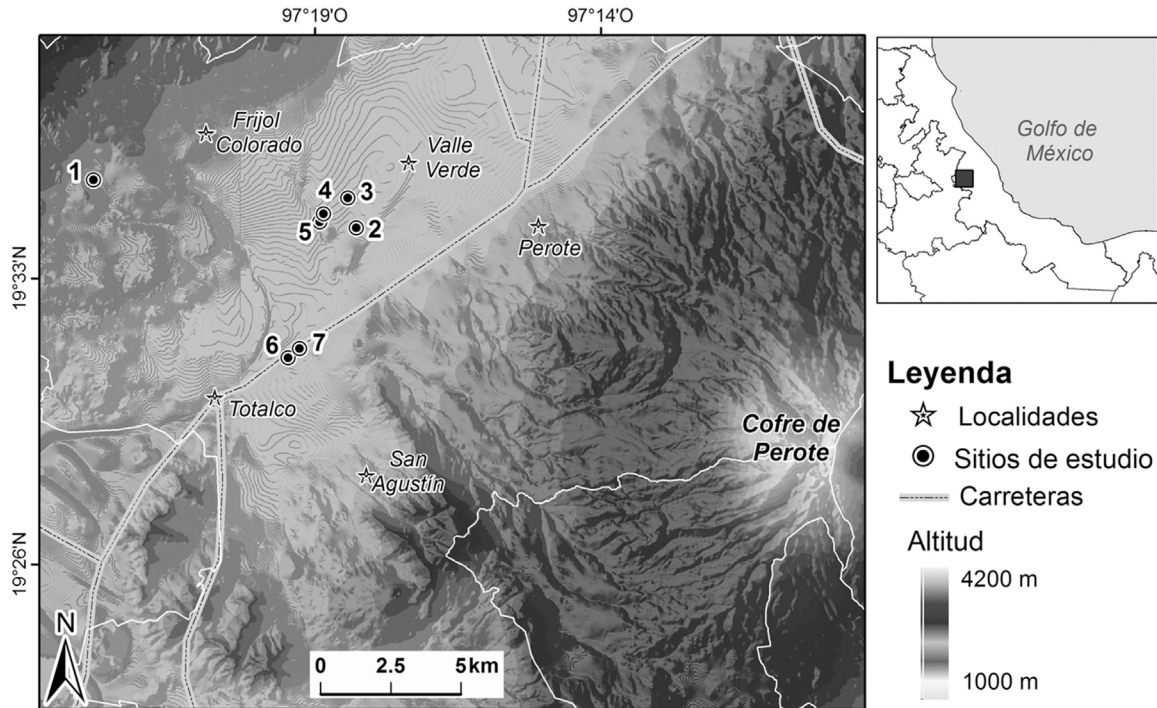 97°19'O
97°14'O
19°33'N
19°26'N
Frijol
Colorado
Valle
Verde
1
4
3
5
2
Perote
6
7
Totalco
San
Agustín
Cofre de
Perote
N
0
2.5
5 km
Golfo de
México
Leyenda
Localidades
Sitios de estudio
Carreteras
Altitud
4200 m
1000 m